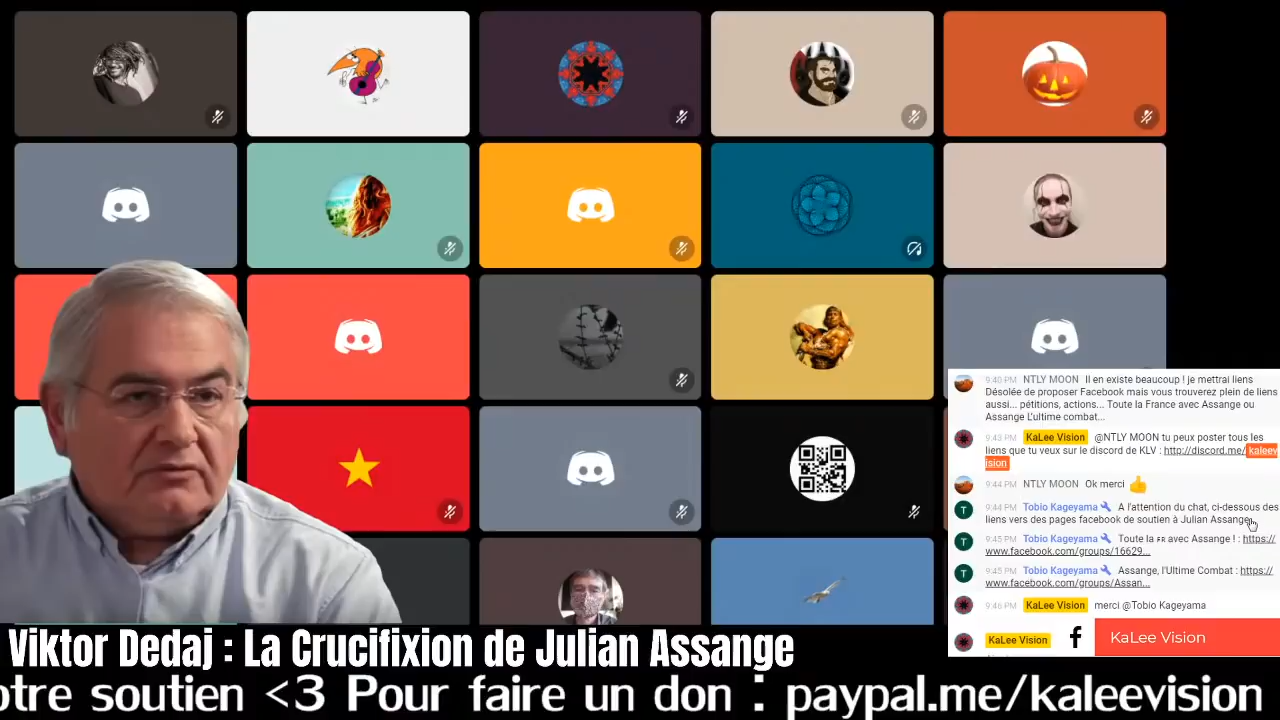 9:40 PM NTLY MOON Il en existe beaucoup ! je mettrai liens
Désolée de proposer Facebook mais vous trouverez plein de liens
aussi... pétitions, actions... Toute la France avec Assange ou
Assange L'ultime combat...
9:43 PM KaLee Vision @NTLY MOON tu peux poster tous les
liens que tu veux sur le discord de KLV : http://discord.me/kaleev
ision
9:44 PM NTLY MOON Ok merci 👍
T 9:44 PM Tobio Kageyama A l'attention du chat, ci-dessous des
liens vers des pages facebook de soutien à Julian Assange
T 9:45 PM Tobio Kageyama Toute la FR avec Assange ! : https://
www.facebook.com/groups/16629...
T 9:45 PM Tobio Kageyama Assange, l'Ultime Combat : https://
www.facebook.com/groups/Assan...
9:46 PM KaLee Vision merci @Tobio Kageyama
KaLee Vision
f KaLee Vision
Viktor Dedaj : La Crucifixion de Julian Assange
otre soutien <3 Pour faire un don : paypal.me/kaleevision